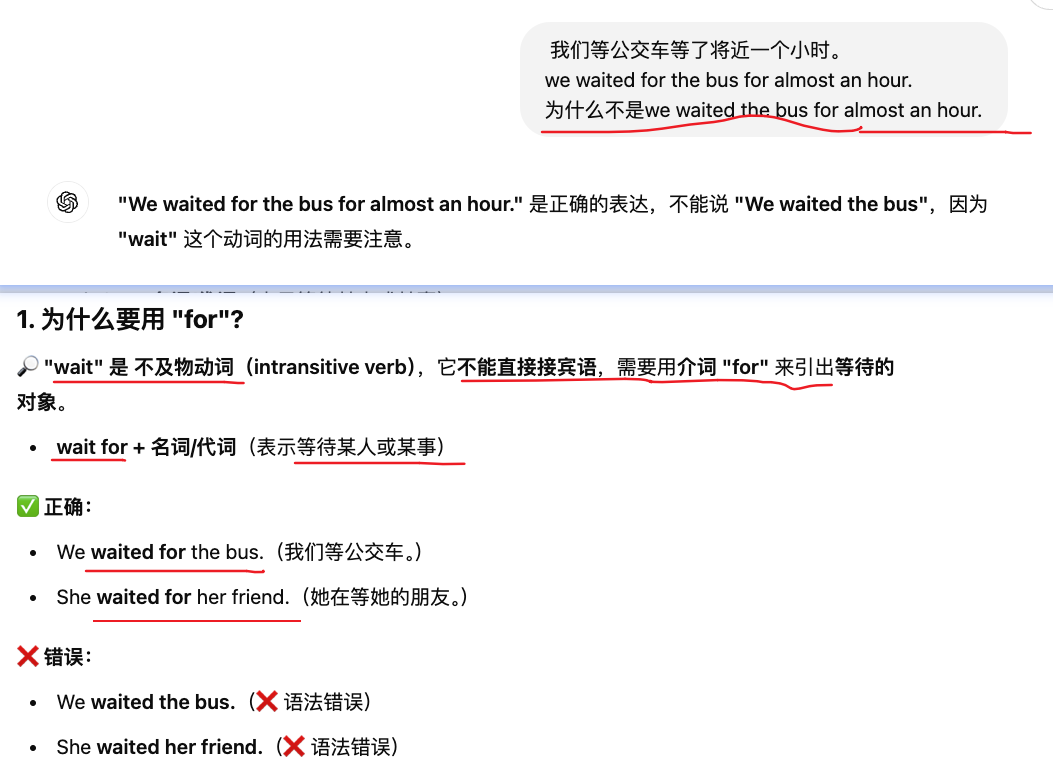 我们等公交车等了将近一个小时。
we waited for the bus for almost an hour.
为什么不是we waited the bus for almost an hour.
"We waited for the bus for almost an hour." 是正确的表达，不能说 "We waited the bus"，因为
"wait" 这个动词的用法需要注意。
1. 为什么要用 "for"?
🔎 "wait" 是 不及物动词（intransitive verb），它不能直接接宾语，需要用介词 "for" 来引出等待的
对象。
• wait for + 名词/代词（表示等待某人或某事）
✅ 正确：
• We waited for the bus.（我们等公交车。）
• She waited for her friend.（她在等她的朋友。）
❌ 错误：
• We waited the bus.（❌ 语法错误）
• She waited her friend.（❌ 语法错误）